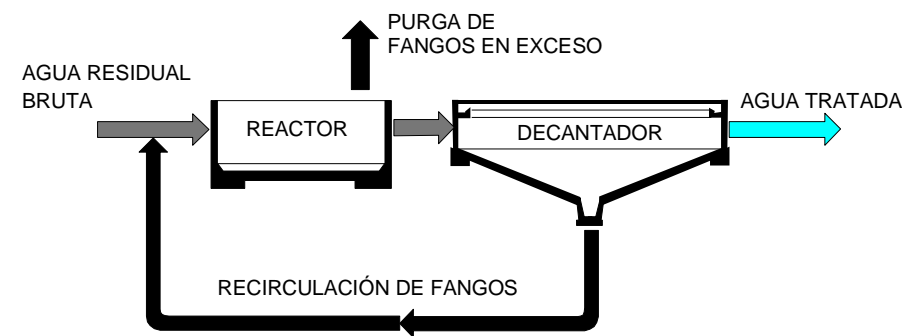 PURGA DE
FANGOS EN EXCESO
AGUA RESIDUAL
BRUTA
AGUA TRATADA
REACTOR
DECANTADOR
RECIRCULACIÓN DE FANGOS